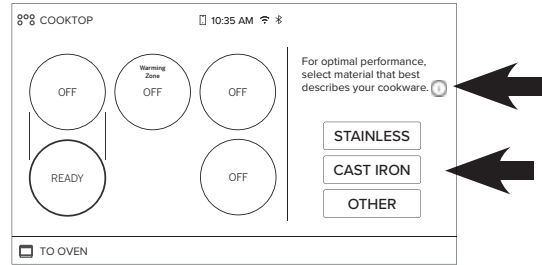 COOKTOP
10:35 AM
Warming
Zone
OFF
OFF
OFF
For optimal performance,
select material that best
describes your cookware.
STAINLESS
READY
OFF
CAST IRON
OTHER
TO OVEN